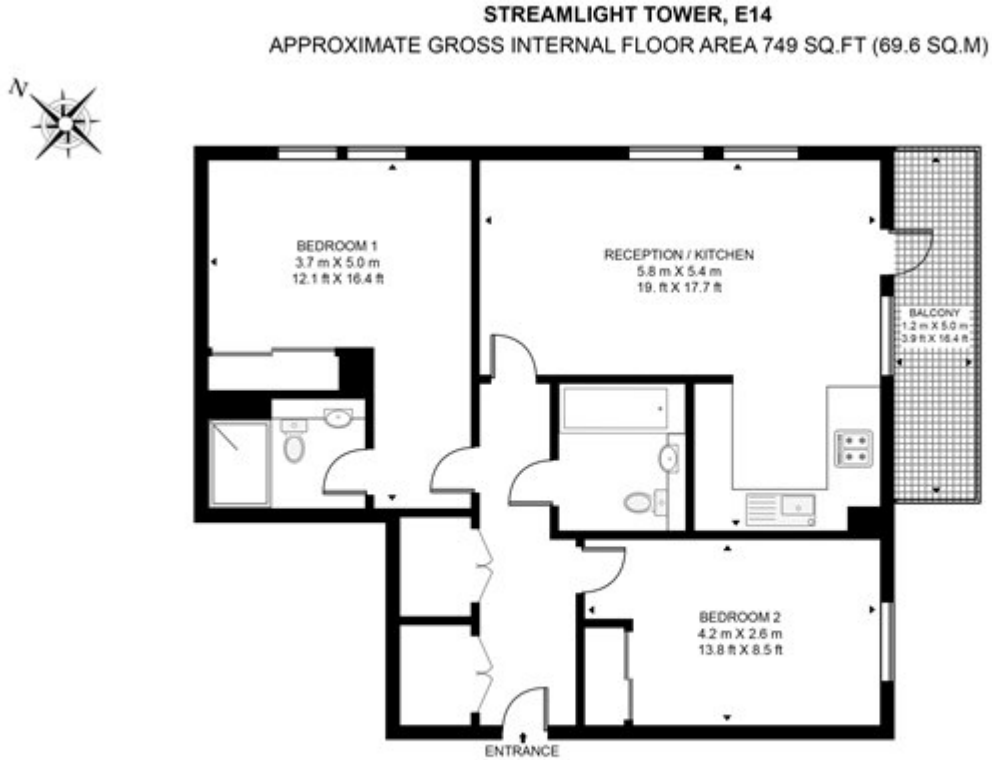 STREAMLIGHT TOWER, E14
APPROXIMATE GROSS INTERNAL FLOOR AREA 749 SQ.FT (69.6 SQ.M)
N
BEDROOM 1
3.7 m X 5.0 m
12.1 ft X 16.4 ft
RECEPTION / KITCHEN
5.8 m X 5.4 m
19. ft X 17.7 ft
BALCONY
1.2 m X 5.0 m
3.9 ft X 16.4 ft
BEDROOM 2
4.2 m X 2.6 m
13.8 ft X 8.5 ft
ENTRANCE